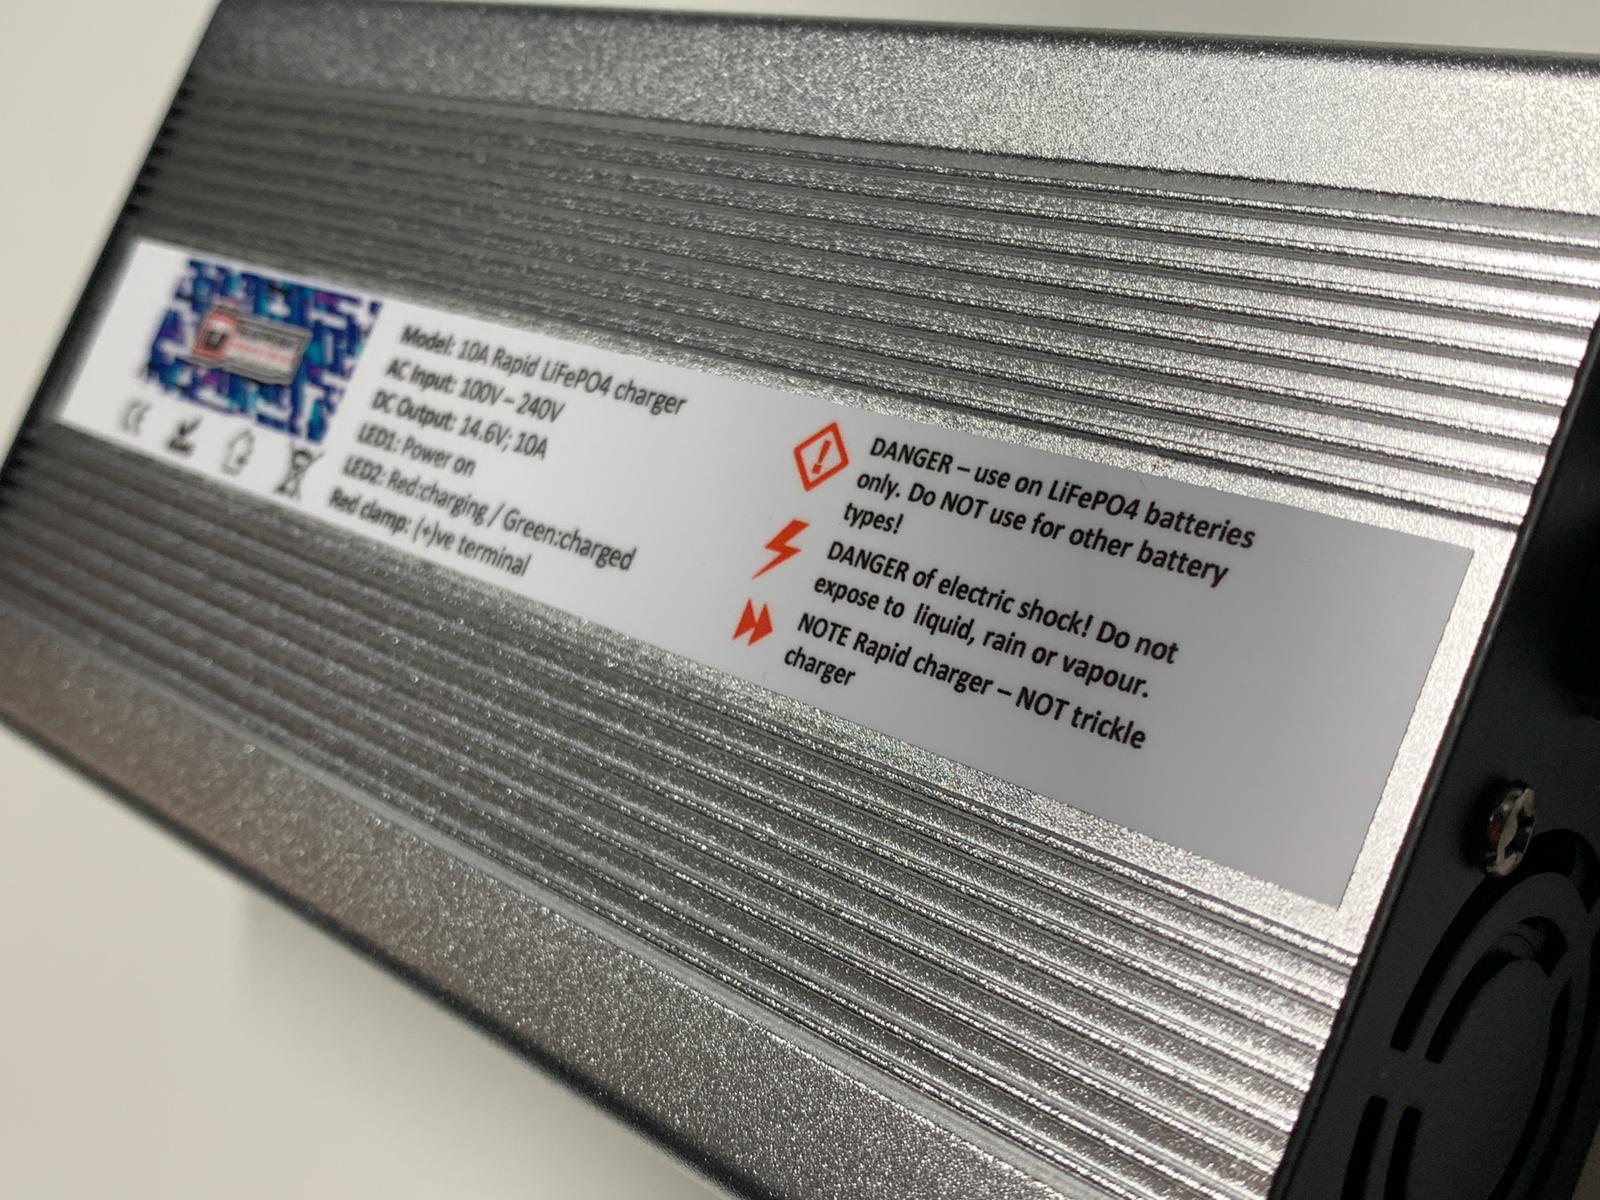 Model: 10A Rapid LiFePO4 charger
AC Input: 100V – 240V
DC Output: 14.6V; 10A
LED1: Power on
LED2: Red:charging / Green:charged
Red clamp: (+)ve terminal
DANGER – use on LiFePO4 batteries
only. Do NOT use for other battery
types!
DANGER of electric shock! Do not
expose to liquid, rain or vapour.
NOTE Rapid charger – NOT trickle
charger
CE